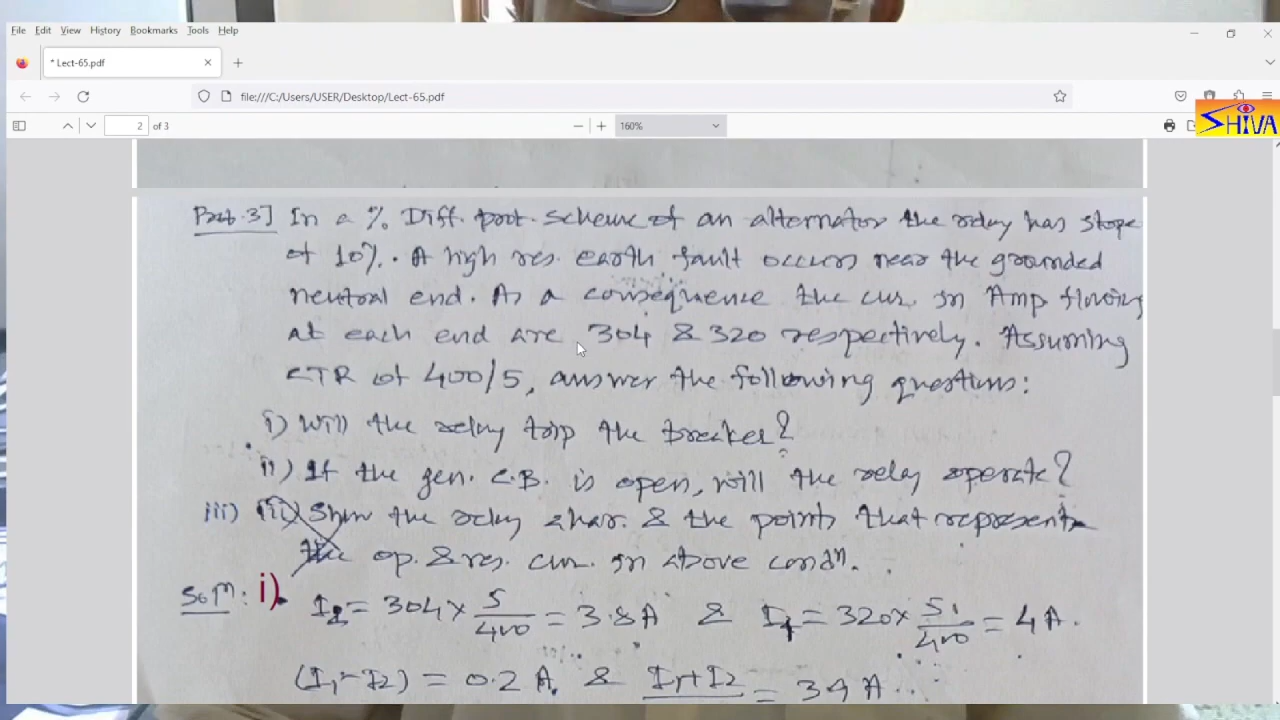 File Edit View History Bookmarks Tools Help
* Lect-65.pdf
file:///C:/Users/USER/Desktop/Lect-65.pdf
SHIVA
2 of 3
160%
Prob. 3] In a % Diff. prot. scheme of an alternator the relay has slope
of 10%. A high res. earth fault occurs near the grounded
neutral end. As a consequence the cur. in Amp flowing
at each end are 304 & 320 respectively. Assuming
CTR of 400/5, answer the following questions:
i) Will the relay trip the breaker?
ii) If the gen. C.B. is open, will the relay operate?
iii) Show the relay char. & the points that represents
the op. & res. cur. in above condn.
Soln: i). I2 = 304 × 5/400 = 3.8 A & I1 = 320 × 5/400 = 4 A.
(I1 - I2) = 0.2 A. & I1 + I2 = 3.9 A..